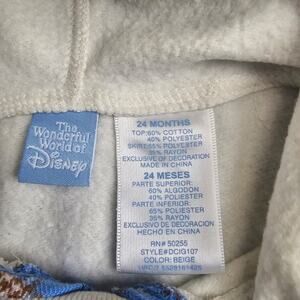 The
Wonderful
World of
Disney
24 MONTHS
TOP:60% COTTON
40% POLYESTER
SKIRT:65% POLYESTER
35% RAYON
EXCLUSIVE OF DECORATION
MADE IN CHINA
24 MESES
PARTE SUPERIOR:
60% ALGODON
40% POLIESTER
PARTE INFERIOR:
65% POLIESTER
35% RAYON
EXCLUSIVO DE DECORACION
HECHO EN CHINA
RN# 50255
STYLE#DCIG107
COLOR: BEIGE